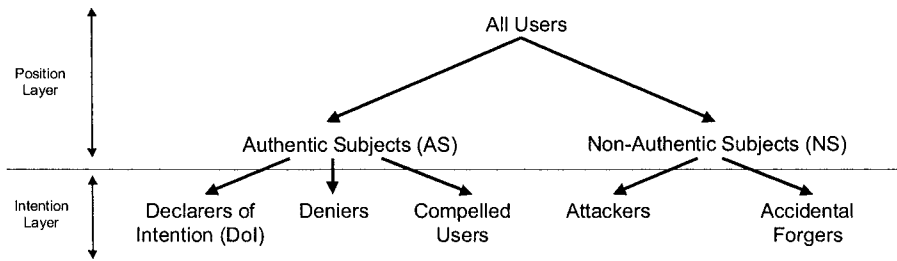 All Users
Position
Layer
Authentic Subjects (AS)
Non-Authentic Subjects (NS)
Intention
Layer
Declarers of
Intention (DoI)
Deniers
Compelled
Users
Attackers
Accidental
Forgers